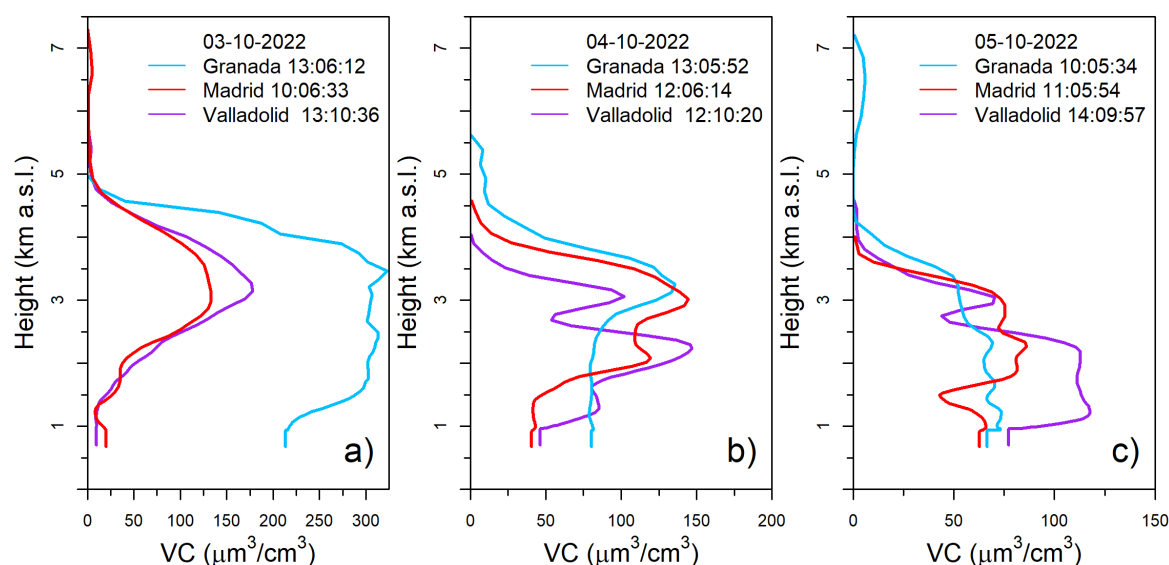 03-10-2022
Granada 13:06:12
Madrid 10:06:33
Valladolid 13:10:36
Height (km a.s.l.)
7
5
3
1
a)
0 50 100 150 200 250 300
VC (μm³/cm³)
04-10-2022
Granada 13:05:52
Madrid 12:06:14
Valladolid 12:10:20
Height (km a.s.l.)
7
5
3
1
b)
0 50 100 150 200
VC (μm³/cm³)
05-10-2022
Granada 10:05:34
Madrid 11:05:54
Valladolid 14:09:57
Height (km a.s.l.)
7
5
3
1
c)
0 50 100 150
VC (μm³/cm³)